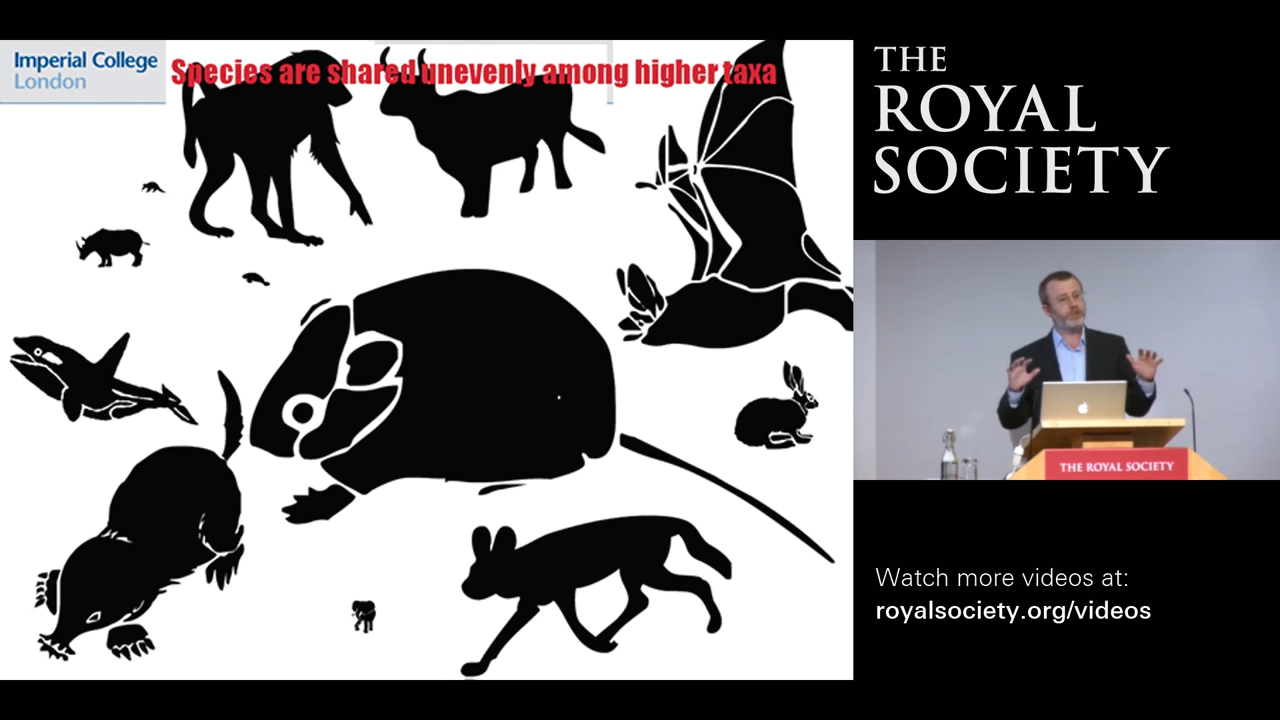 Imperial College
London
Species are shared unevenly among higher taxa
THE
ROYAL
SOCIETY
THE ROYAL SOCIETY
Watch more videos at:
royalsociety.org/videos